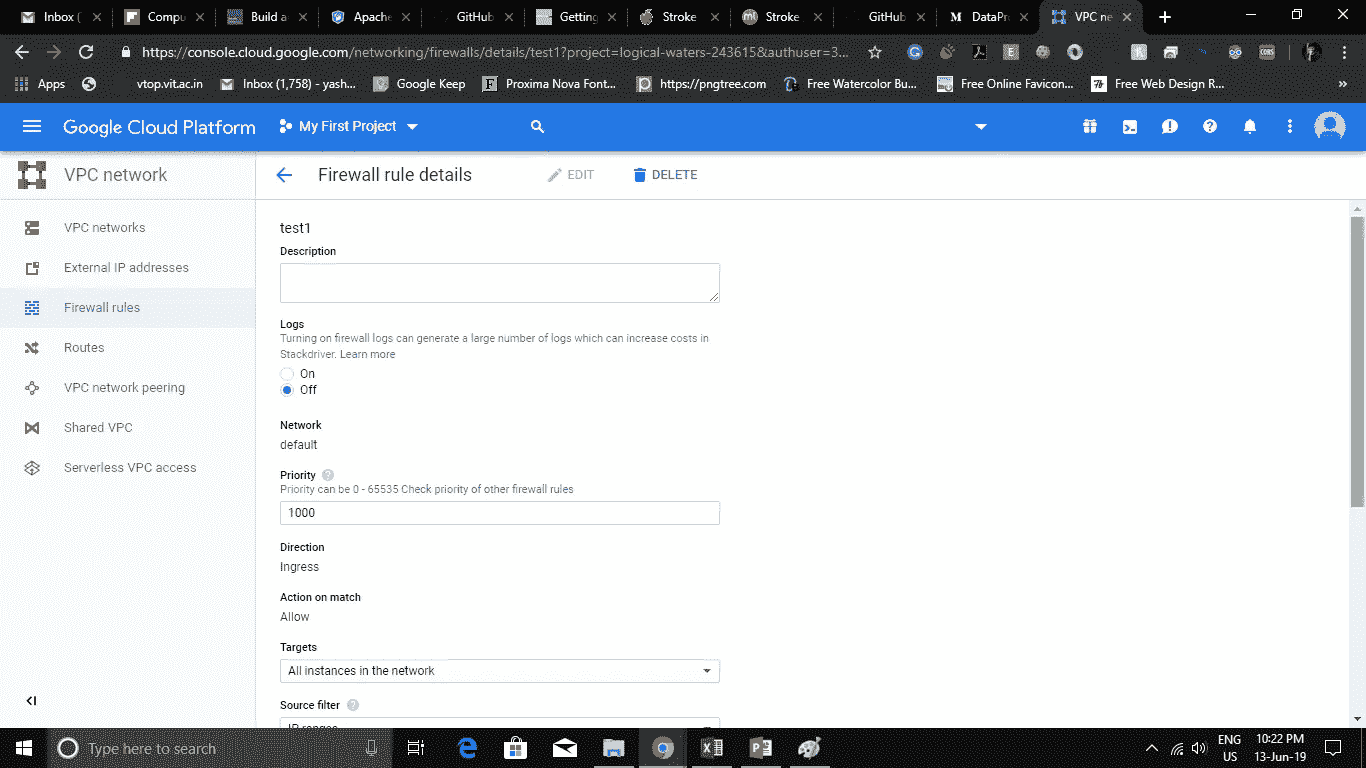 Inbox (
Compu
Build a
Apache
GitHub
Getting
Stroke
Stroke
GitHub
DataPr
VPC ne
https://console.cloud.google.com/networking/firewalls/details/test1?project=logical-waters-243615&authuser=3...
Apps
vtop.vit.ac.in
Inbox (1,758) - yash...
Google Keep
Proxima Nova Font...
https://pngtree.com
Free Watercolor Bu...
Free Online Favicon...
Free Web Design R...
»
Google Cloud Platform
My First Project
VPC network
Firewall rule details
EDIT
DELETE
VPC networks
External IP addresses
Firewall rules
Routes
VPC network peering
Shared VPC
Serverless VPC access
test1
Description
Logs
Turning on firewall logs can generate a large number of logs which can increase costs in
Stackdriver. Learn more
On
Off
Network
default
Priority
Priority can be 0 - 65535 Check priority of other firewall rules
1000
Direction
Ingress
Action on match
Allow
Targets
All instances in the network
Source filter
IP ranges
Type here to search
ENG
US
10:22 PM
13-Jun-19